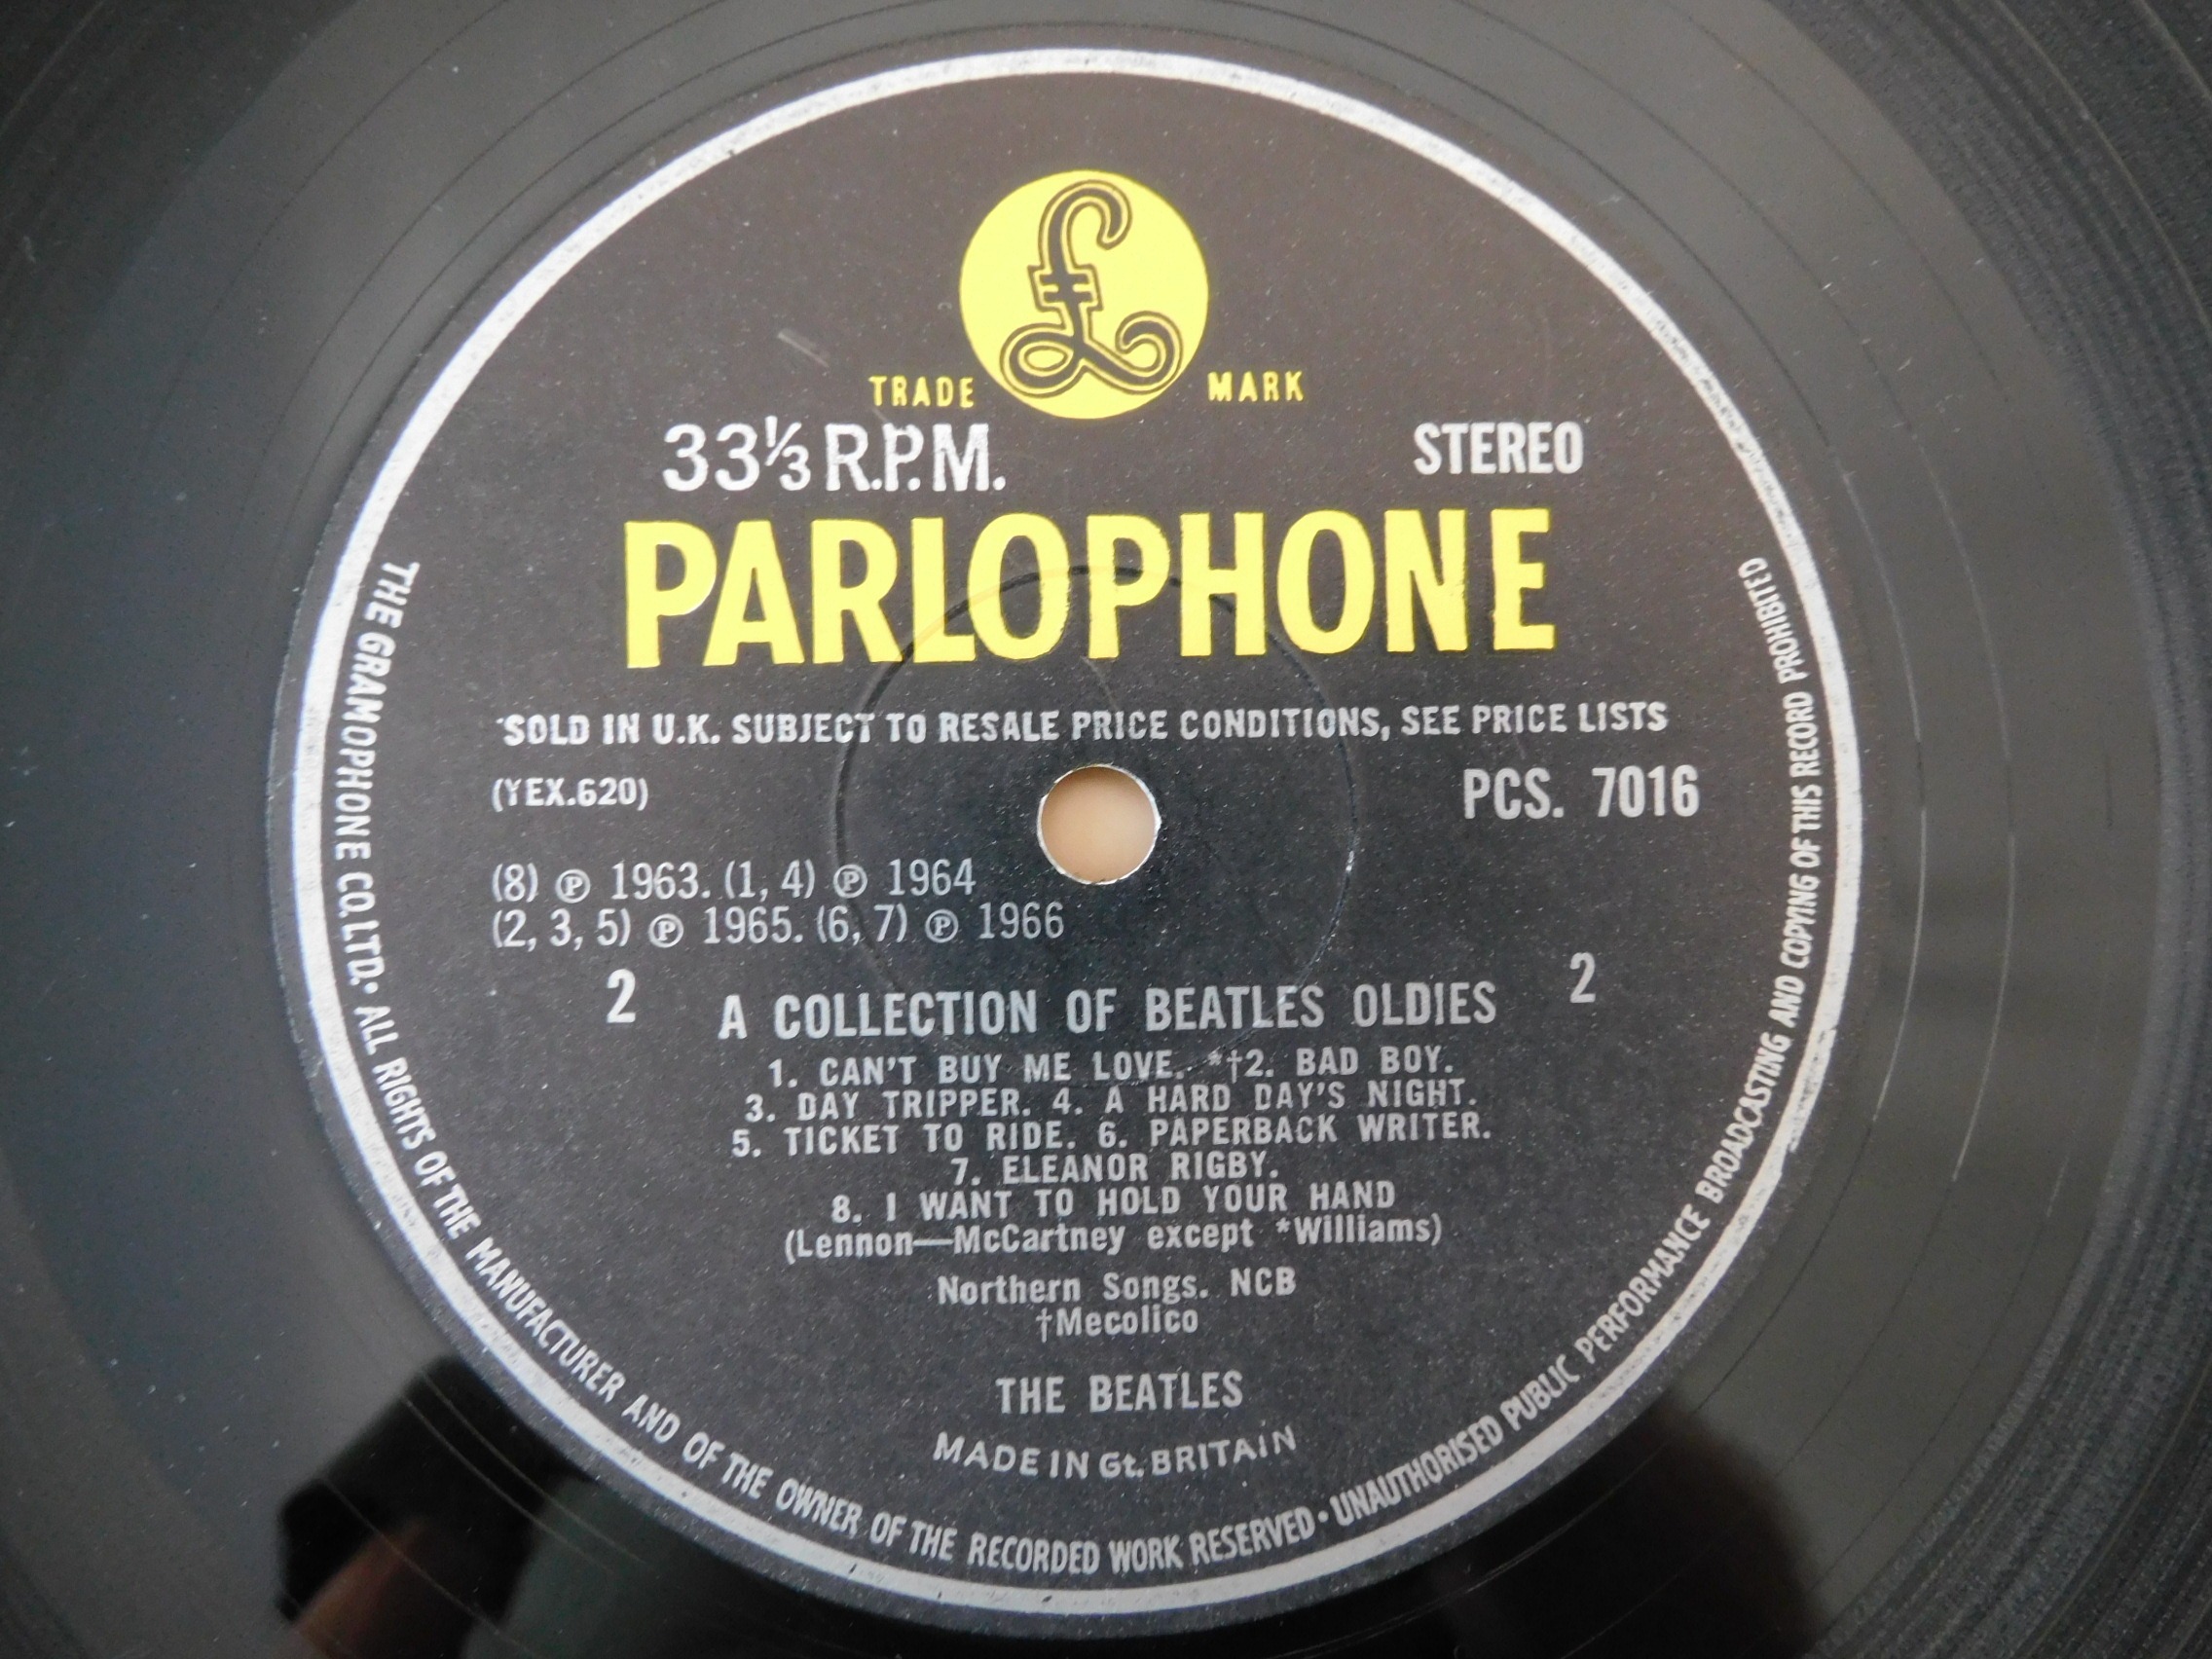 £
TRADE MARK
33⅓ R.P.M. STEREO
PARLOPHONE
SOLD IN U.K. SUBJECT TO RESALE PRICE CONDITIONS, SEE PRICE LISTS
(YEX.620) PCS. 7016
(8) ℗ 1963. (1, 4) ℗ 1964
(2, 3, 5) ℗ 1965. (6, 7) ℗ 1966
2 A COLLECTION OF BEATLES OLDIES 2
1. CAN'T BUY ME LOVE. *†2. BAD BOY.
3. DAY TRIPPER. 4. A HARD DAY'S NIGHT.
5. TICKET TO RIDE. 6. PAPERBACK WRITER.
7. ELEANOR RIGBY.
8. I WANT TO HOLD YOUR HAND
(Lennon—McCartney except *Williams)
Northern Songs. NCB
†Mecolico
THE BEATLES
MADE IN Gt. BRITAIN
THE GRAMOPHONE CO. LTD. • ALL RIGHTS OF THE MANUFACTURER AND OF THE OWNER OF THE RECORDED WORK RESERVED • UNAUTHORISED PUBLIC PERFORMANCE BROADCASTING AND COPYING OF THIS RECORD PROHIBITED